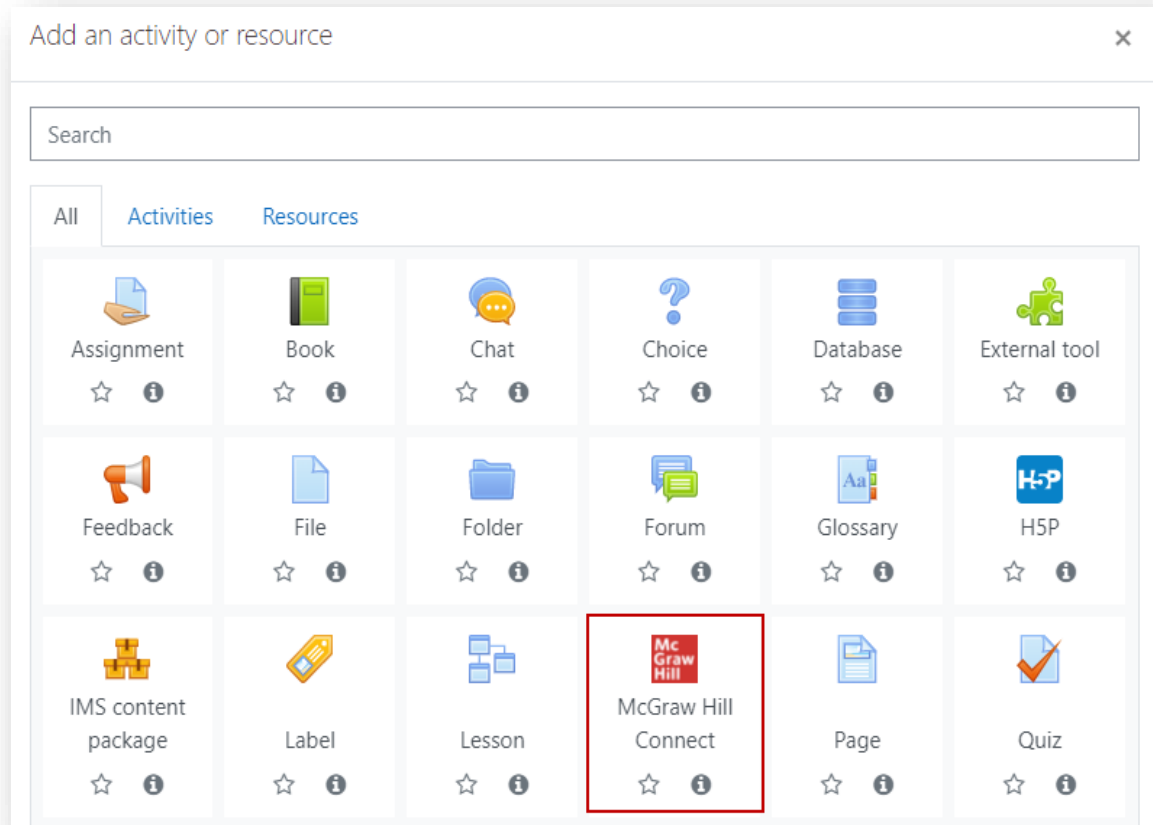 Add an activity or resource ×
Search
All Activities Resources
Assignment Book Chat Choice Database External tool
Aa H5P
Feedback File Folder Forum Glossary H5P
Mc
Graw
Hill
IMS content
package Label Lesson McGraw Hill
Connect Page Quiz